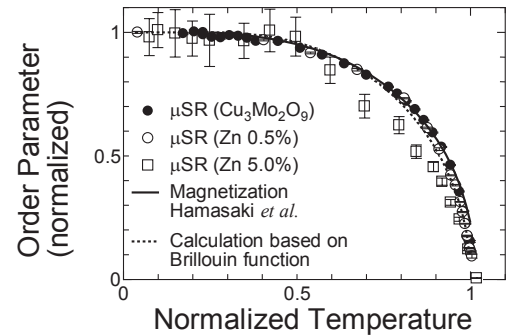 Order Parameter
(normalized)
1
0.5
0
μSR (Cu₃Mo₂O₉)
μSR (Zn 0.5%)
μSR (Zn 5.0%)
Magnetization
Hamasaki et al.
Calculation based on
Brillouin function
0 0.5 1
Normalized Temperature